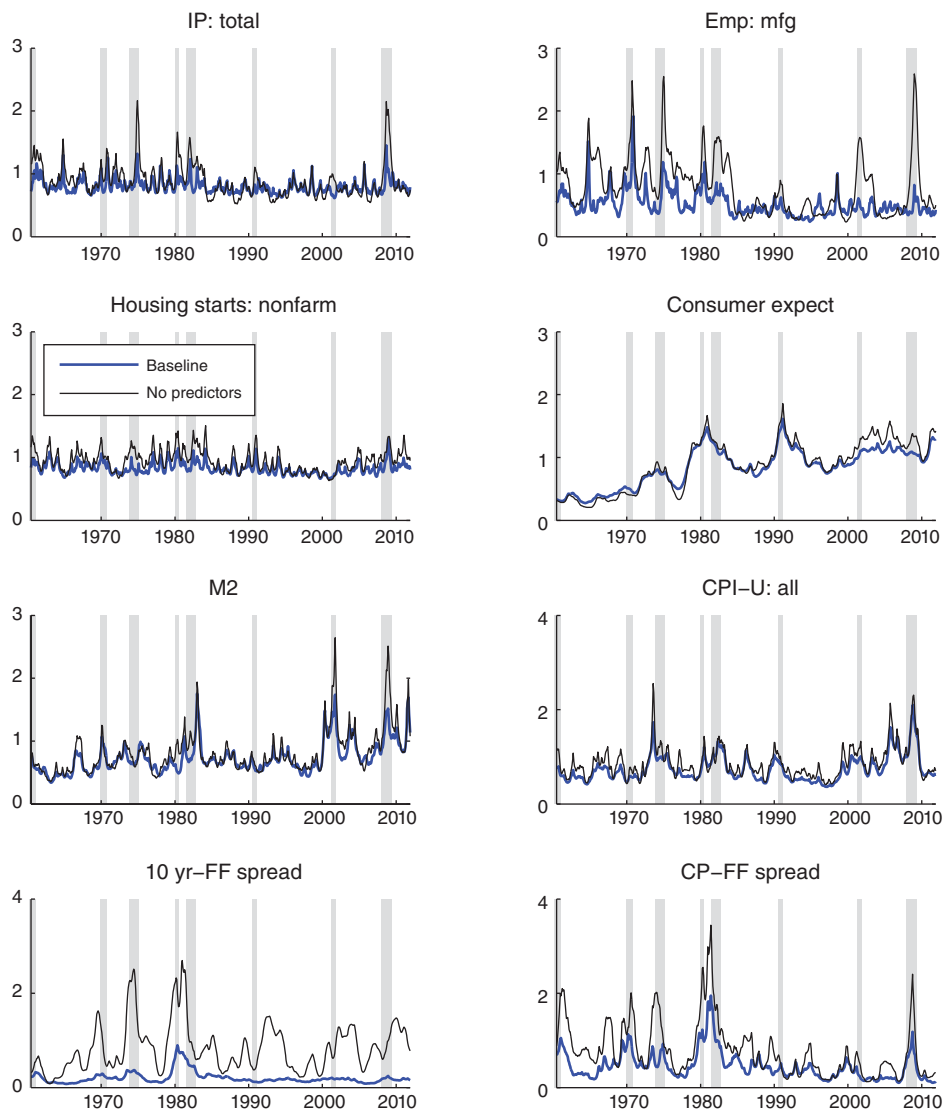 IP: total
3
2
1
0
1970 1980 1990 2000 2010
Emp: mfg
3
2
1
0
1970 1980 1990 2000 2010
Housing starts: nonfarm
3
2
1
0
Baseline
No predictors
1970 1980 1990 2000 2010
Consumer expect
3
2
1
0
1970 1980 1990 2000 2010
M2
3
2
1
0
1970 1980 1990 2000 2010
CPI−U: all
4
2
0
1970 1980 1990 2000 2010
10 yr−FF spread
4
2
0
1970 1980 1990 2000 2010
CP−FF spread
4
2
0
1970 1980 1990 2000 2010